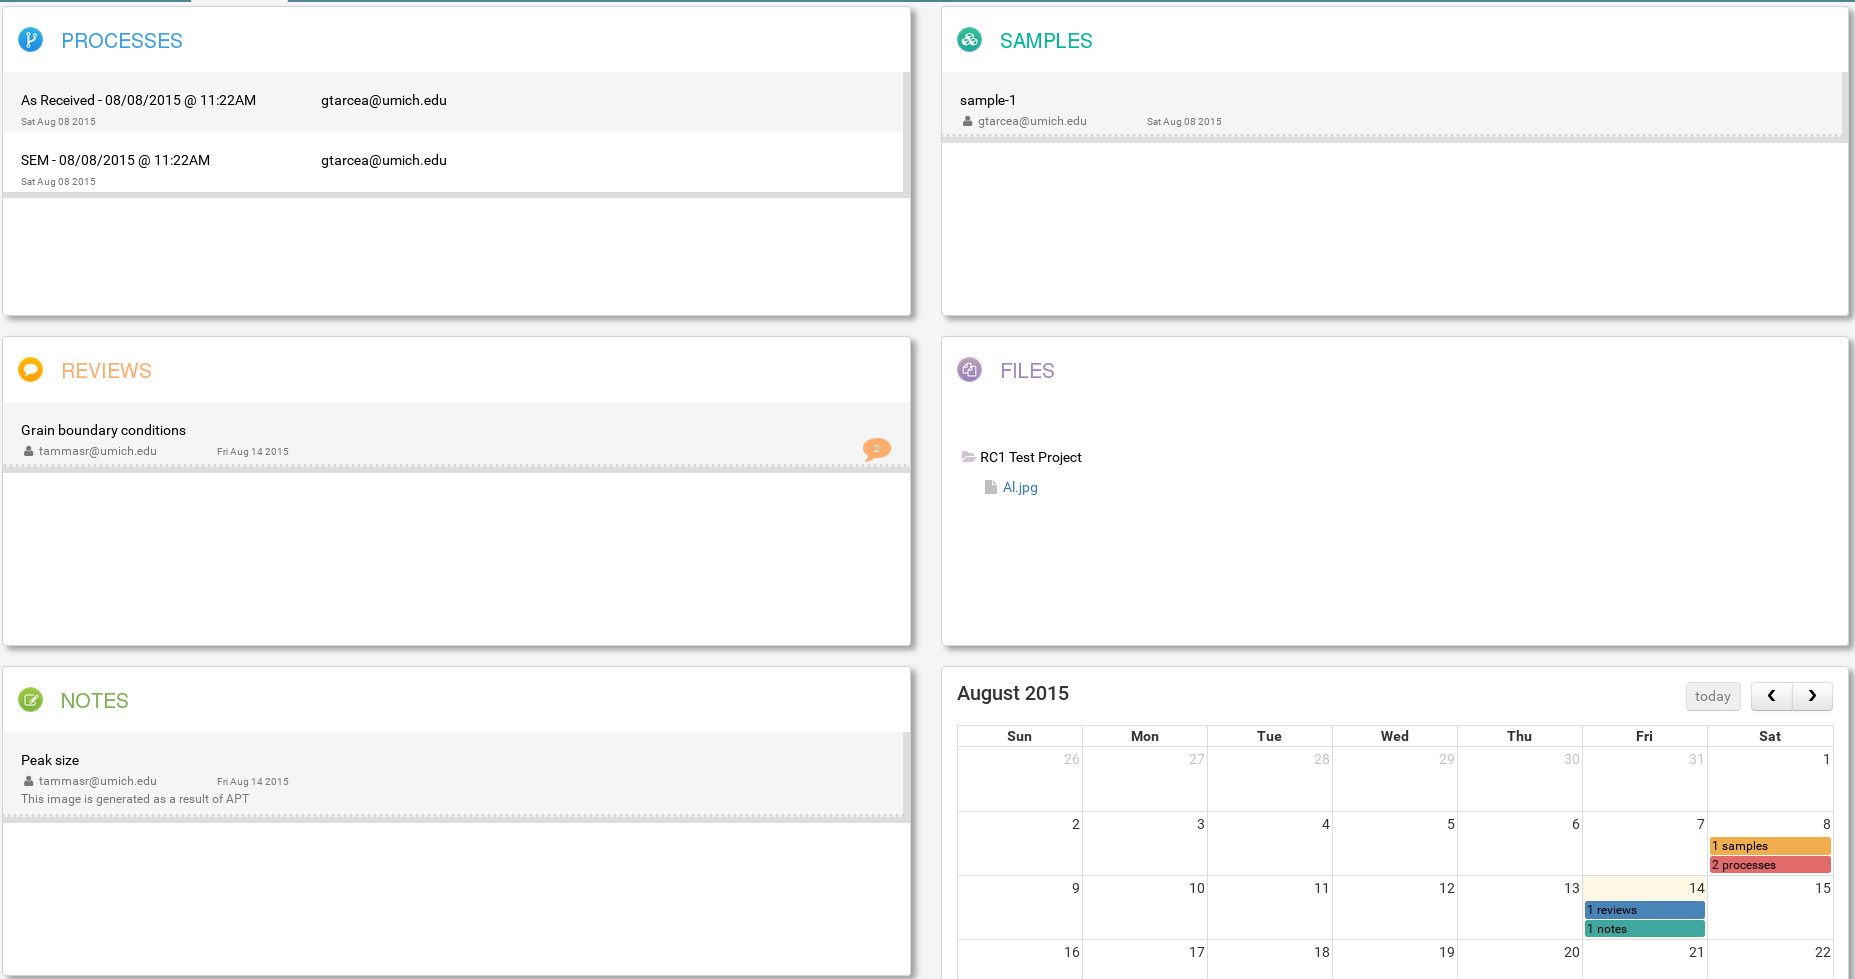 PROCESSES
As Received - 08/08/2015 @ 11:22AM gtarcea@umich.edu
Sat Aug 08 2015
SEM - 08/08/2015 @ 11:22AM gtarcea@umich.edu
Sat Aug 08 2015
SAMPLES
sample-1
gtarcea@umich.edu Sat Aug 08 2015
REVIEWS
Grain boundary conditions
tammasr@umich.edu Fri Aug 14 2015
2
FILES
RC1 Test Project
Al.jpg
NOTES
Peak size
tammasr@umich.edu Fri Aug 14 2015
This image is generated as a result of APT
August 2015 today
Sun Mon Tue Wed Thu Fri Sat
26 27 28 29 30 31 1
2 3 4 5 6 7 8
1 samples
2 processes
9 10 11 12 13 14 15
1 reviews
1 notes
16 17 18 19 20 21 22